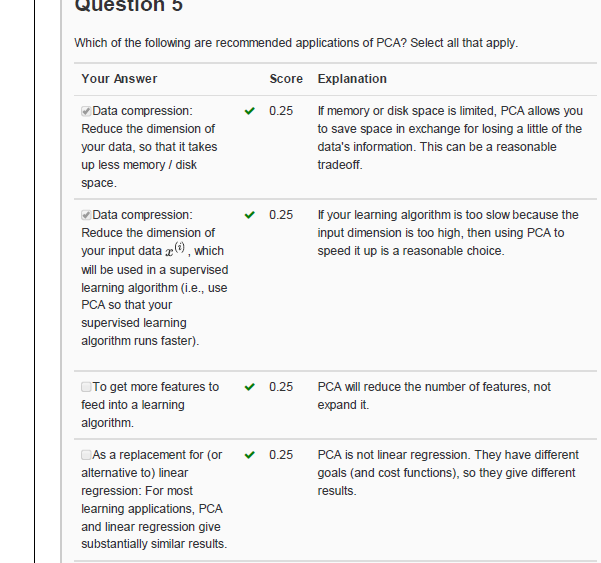 Question 5
Which of the following are recommended applications of PCA? Select all that apply.
Your Answer Score Explanation
Data compression: 0.25 If memory or disk space is limited, PCA allows you
Reduce the dimension of to save space in exchange for losing a little of the
your data, so that it takes data's information. This can be a reasonable
up less memory / disk tradeoff.
space.
Data compression: 0.25 If your learning algorithm is too slow because the
Reduce the dimension of input dimension is too high, then using PCA to
your input data x^(i), which speed it up is a reasonable choice.
will be used in a supervised
learning algorithm (i.e., use
PCA so that your
supervised learning
algorithm runs faster).
To get more features to 0.25 PCA will reduce the number of features, not
feed into a learning expand it.
algorithm.
As a replacement for (or 0.25 PCA is not linear regression. They have different
alternative to) linear goals (and cost functions), so they give different
regression: For most results.
learning applications, PCA
and linear regression give
substantially similar results.